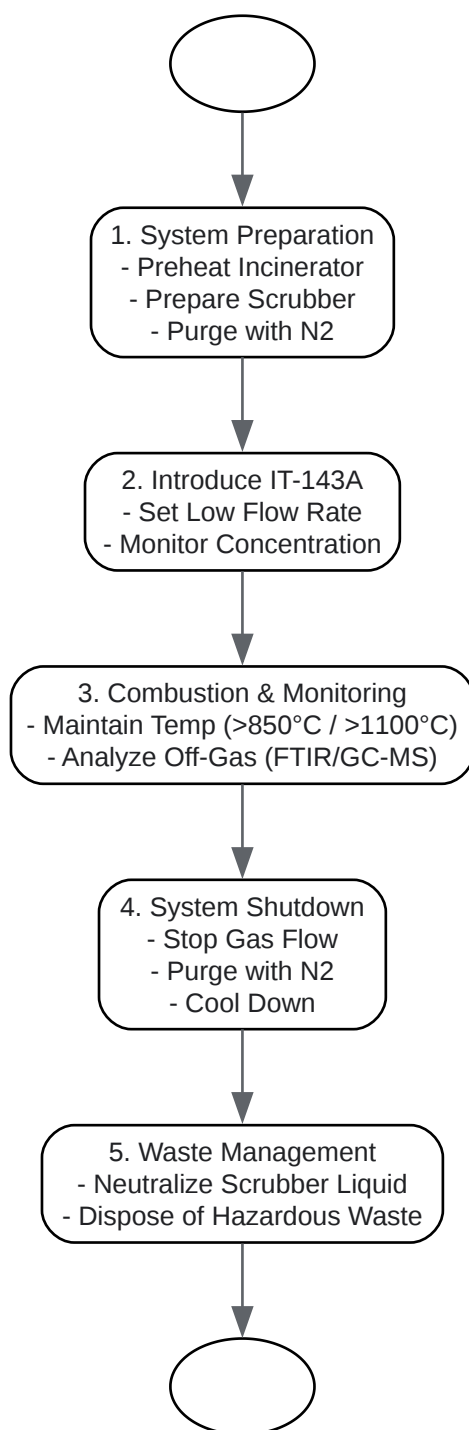 1. System Preparation
- Preheat Incinerator
- Prepare Scrubber
- Purge with N2
2. Introduce IT-143A
- Set Low Flow Rate
- Monitor Concentration
3. Combustion & Monitoring
- Maintain Temp (>850°C / >1100°C)
- Analyze Off-Gas (FTIR/GC-MS)
4. System Shutdown
- Stop Gas Flow
- Purge with N2
- Cool Down
5. Waste Management
- Neutralize Scrubber Liquid
- Dispose of Hazardous Waste